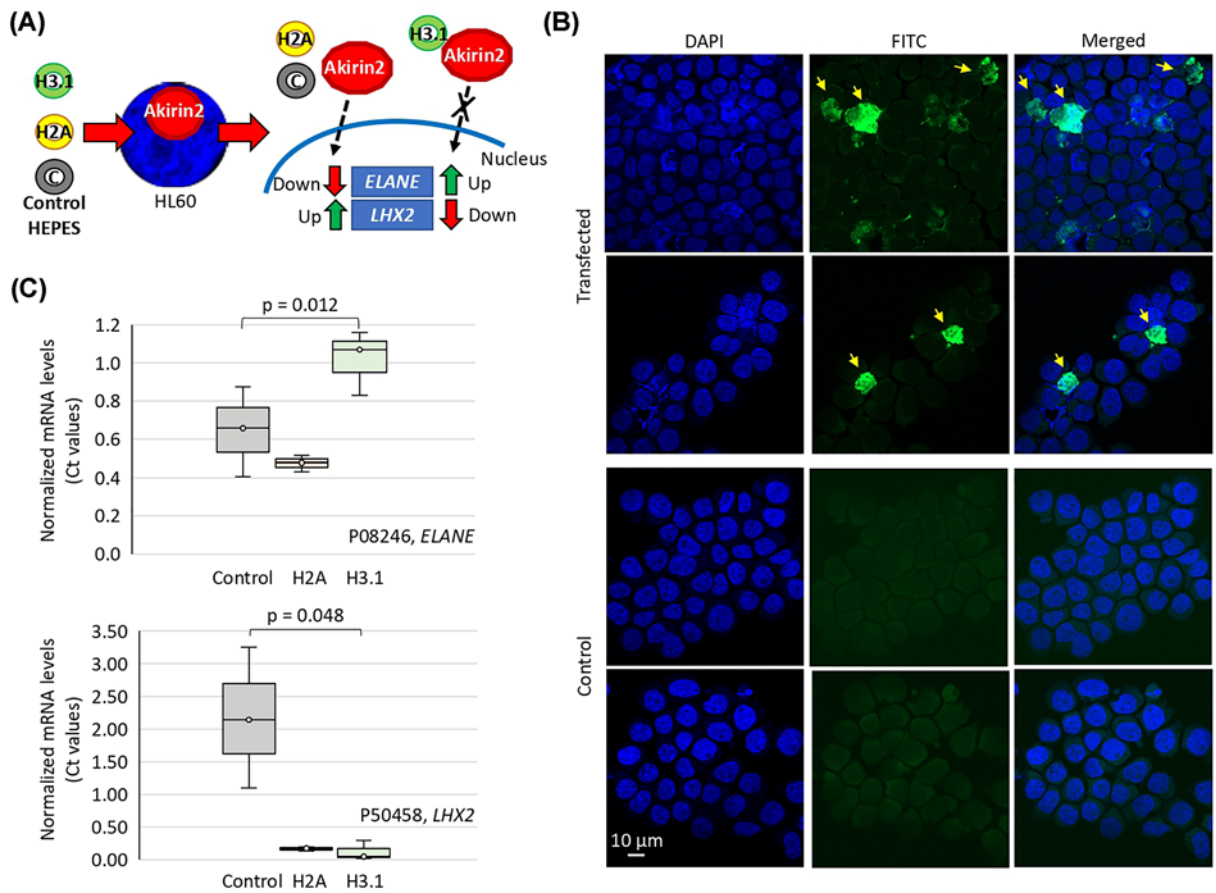 (A)
H3.1
H2A
C
Control
HEPES
Akirin2
HL60
H2A
C
Akirin2
H3.1
Akirin2
X
Nucleus
Down
ELANE
Up
Up
LHX2
Down
(B)
DAPI
FITC
Merged
Transfected
Control
10 µm
(C)
p = 0.012
Normalized mRNA levels
(Ct values)
1.2
1.0
0.8
0.6
0.4
0.2
0.0
P08246, ELANE
Control H2A H3.1
p = 0.048
Normalized mRNA levels
(Ct values)
3.50
3.00
2.50
2.00
1.50
1.00
0.50
0.00
P50458, LHX2
Control H2A H3.1